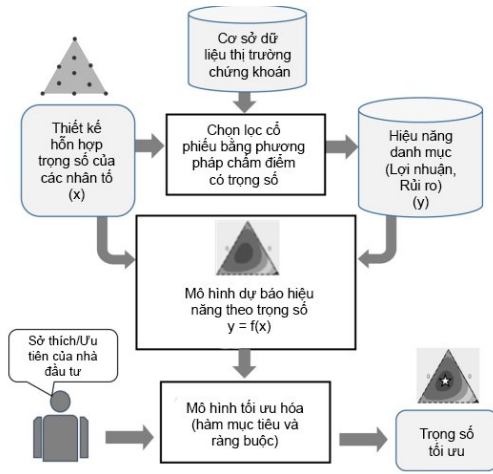 Cơ sở dữ
liệu thị trường
chứng khoán
Thiết kế
hỗn hợp
trọng số của
các nhân tố
(x)
Chọn lọc cổ
phiếu bằng phương
pháp chấm điểm
có trọng số
Hiệu năng
danh mục
(Lợi nhuận,
Rủi ro)
(y)
Mô hình dự báo hiệu
năng theo trọng số
y = f(x)
Sở thích/Ưu
tiên của nhà
đầu tư
Mô hình tối ưu hóa
(hàm mục tiêu và
ràng buộc)
Trọng số
tối ưu